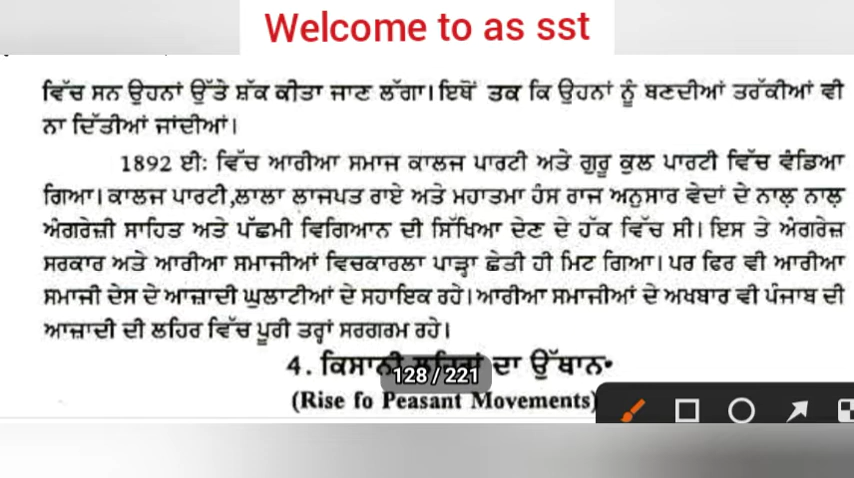 Welcome to as sst
ਵਿੱਚ ਸਨ ਉਹਨਾਂ ਉੱਤੇ ਸ਼ੱਕ ਕੀਤਾ ਜਾਣ ਲੱਗਾ। ਇਥੋਂ ਤਕ ਕਿ ਉਹਨਾਂ ਨੂੰ ਬਣਦੀਆਂ ਤਰੱਕੀਆਂ ਵੀ
ਨਾ ਦਿੱਤੀਆਂ ਜਾਂਦੀਆਂ।
1892 ਈ: ਵਿੱਚ ਆਰੀਆ ਸਮਾਜ ਕਾਲਜ ਪਾਰਟੀ ਅਤੇ ਗੁਰੂ ਕੁਲ ਪਾਰਟੀ ਵਿੱਚ ਵੰਡਿਆ
ਗਿਆ। ਕਾਲਜ ਪਾਰਟੀ,ਲਾਲਾ ਲਾਜਪਤ ਰਾਏ ਅਤੇ ਮਹਾਤਮਾ ਹੰਸ ਰਾਜ ਅਨੁਸਾਰ ਵੇਦਾਂ ਦੇ ਨਾਲ਼ ਨਾਲ਼
ਅੰਗਰੇਜ਼ੀ ਸਾਹਿਤ ਅਤੇ ਪੱਛਮੀ ਵਿਗਿਆਨ ਦੀ ਸਿੱਖਿਆ ਦੇਣ ਦੇ ਹੱਕ ਵਿੱਚ ਸੀ। ਇਸ ਤੇ ਅੰਗਰੇਜ਼
ਸਰਕਾਰ ਅਤੇ ਆਰੀਆ ਸਮਾਜੀਆਂ ਵਿਚਕਾਰਲਾ ਪਾੜਾ ਛੇਤੀ ਹੀ ਮਿਟ ਗਿਆ। ਪਰ ਫਿਰ ਵੀ ਆਰੀਆ
ਸਮਾਜੀ ਦੇਸ ਦੇ ਆਜ਼ਾਦੀ ਘੁਲਾਟੀਆਂ ਦੇ ਸਹਾਇਕ ਰਹੇ। ਆਰੀਆ ਸਮਾਜੀਆਂ ਦੇ ਅਖਬਾਰ ਵੀ ਪੰਜਾਬ ਦੀ
ਆਜ਼ਾਦੀ ਦੀ ਲਹਿਰ ਵਿੱਚ ਪੂਰੀ ਤਰ੍ਹਾਂ ਸਰਗਰਮ ਰਹੇ।
4. ਕਿਸਾਨੀ ਦਾ ਉੱਥਾਨ
128 / 221
(Rise fo Peasant Movements)